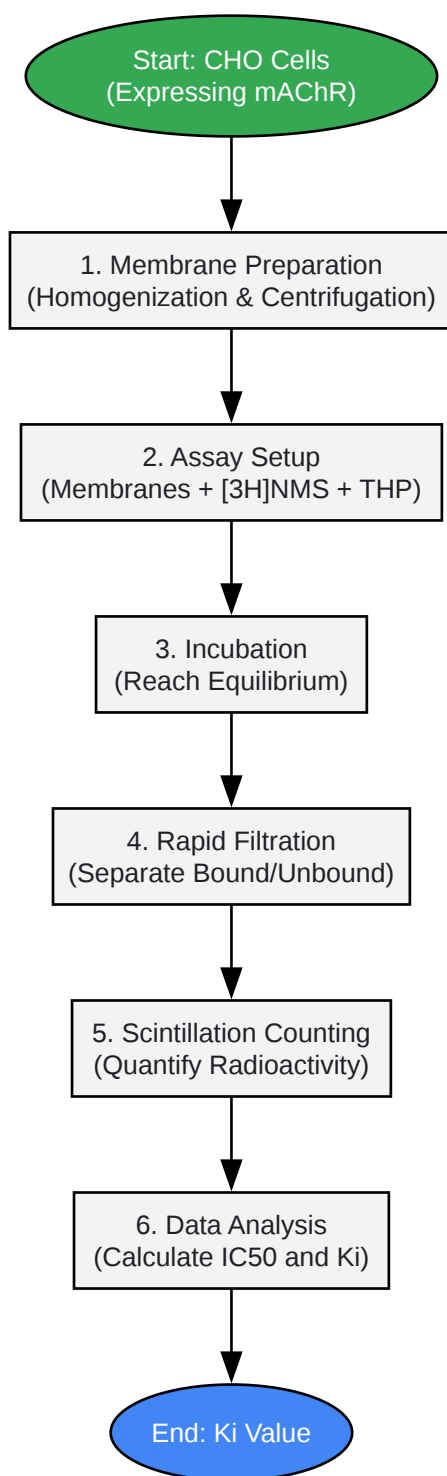 Start: CHO Cells
(Expressing mAChR)
1. Membrane Preparation
(Homogenization & Centrifugation)
2. Assay Setup
(Membranes + [3H]NMS + THP)
3. Incubation
(Reach Equilibrium)
4. Rapid Filtration
(Separate Bound/Unbound)
5. Scintillation Counting
(Quantify Radioactivity)
6. Data Analysis
(Calculate IC50 and Ki)
End: Ki Value